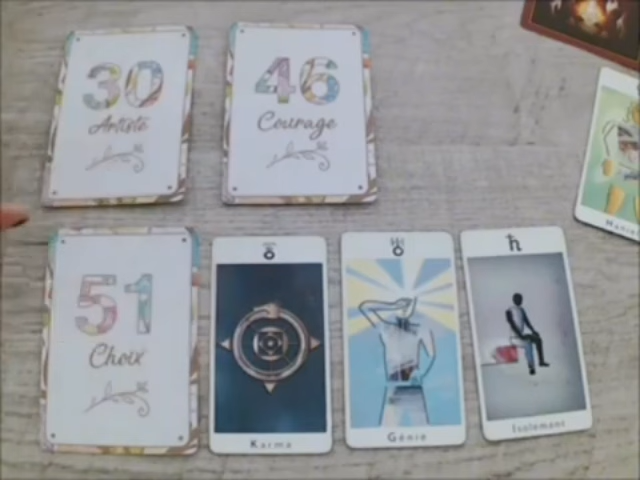 30
Artiste
46
Courage
51
Choix
Karma
Génie
Isolement